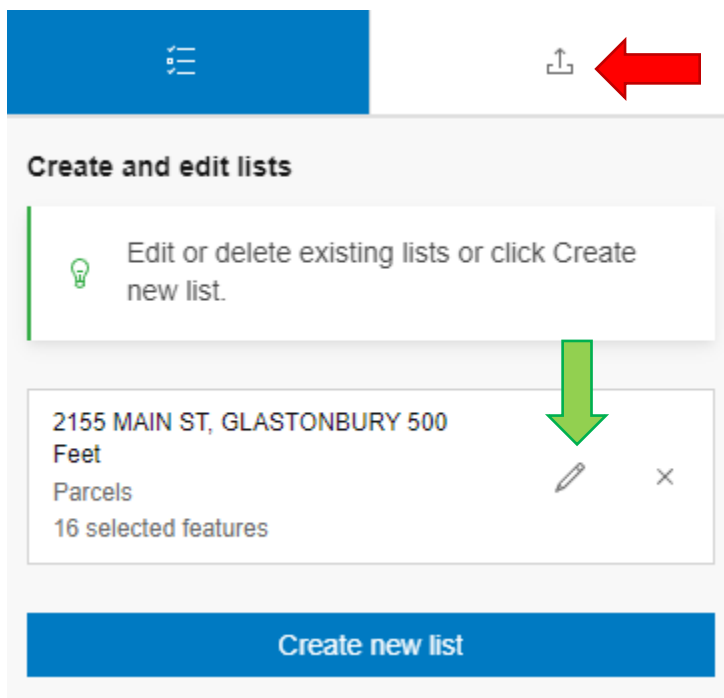 Create and edit lists
Edit or delete existing lists or click Create
new list.
2155 MAIN ST, GLASTONBURY 500
Feet
Parcels
16 selected features
Create new list